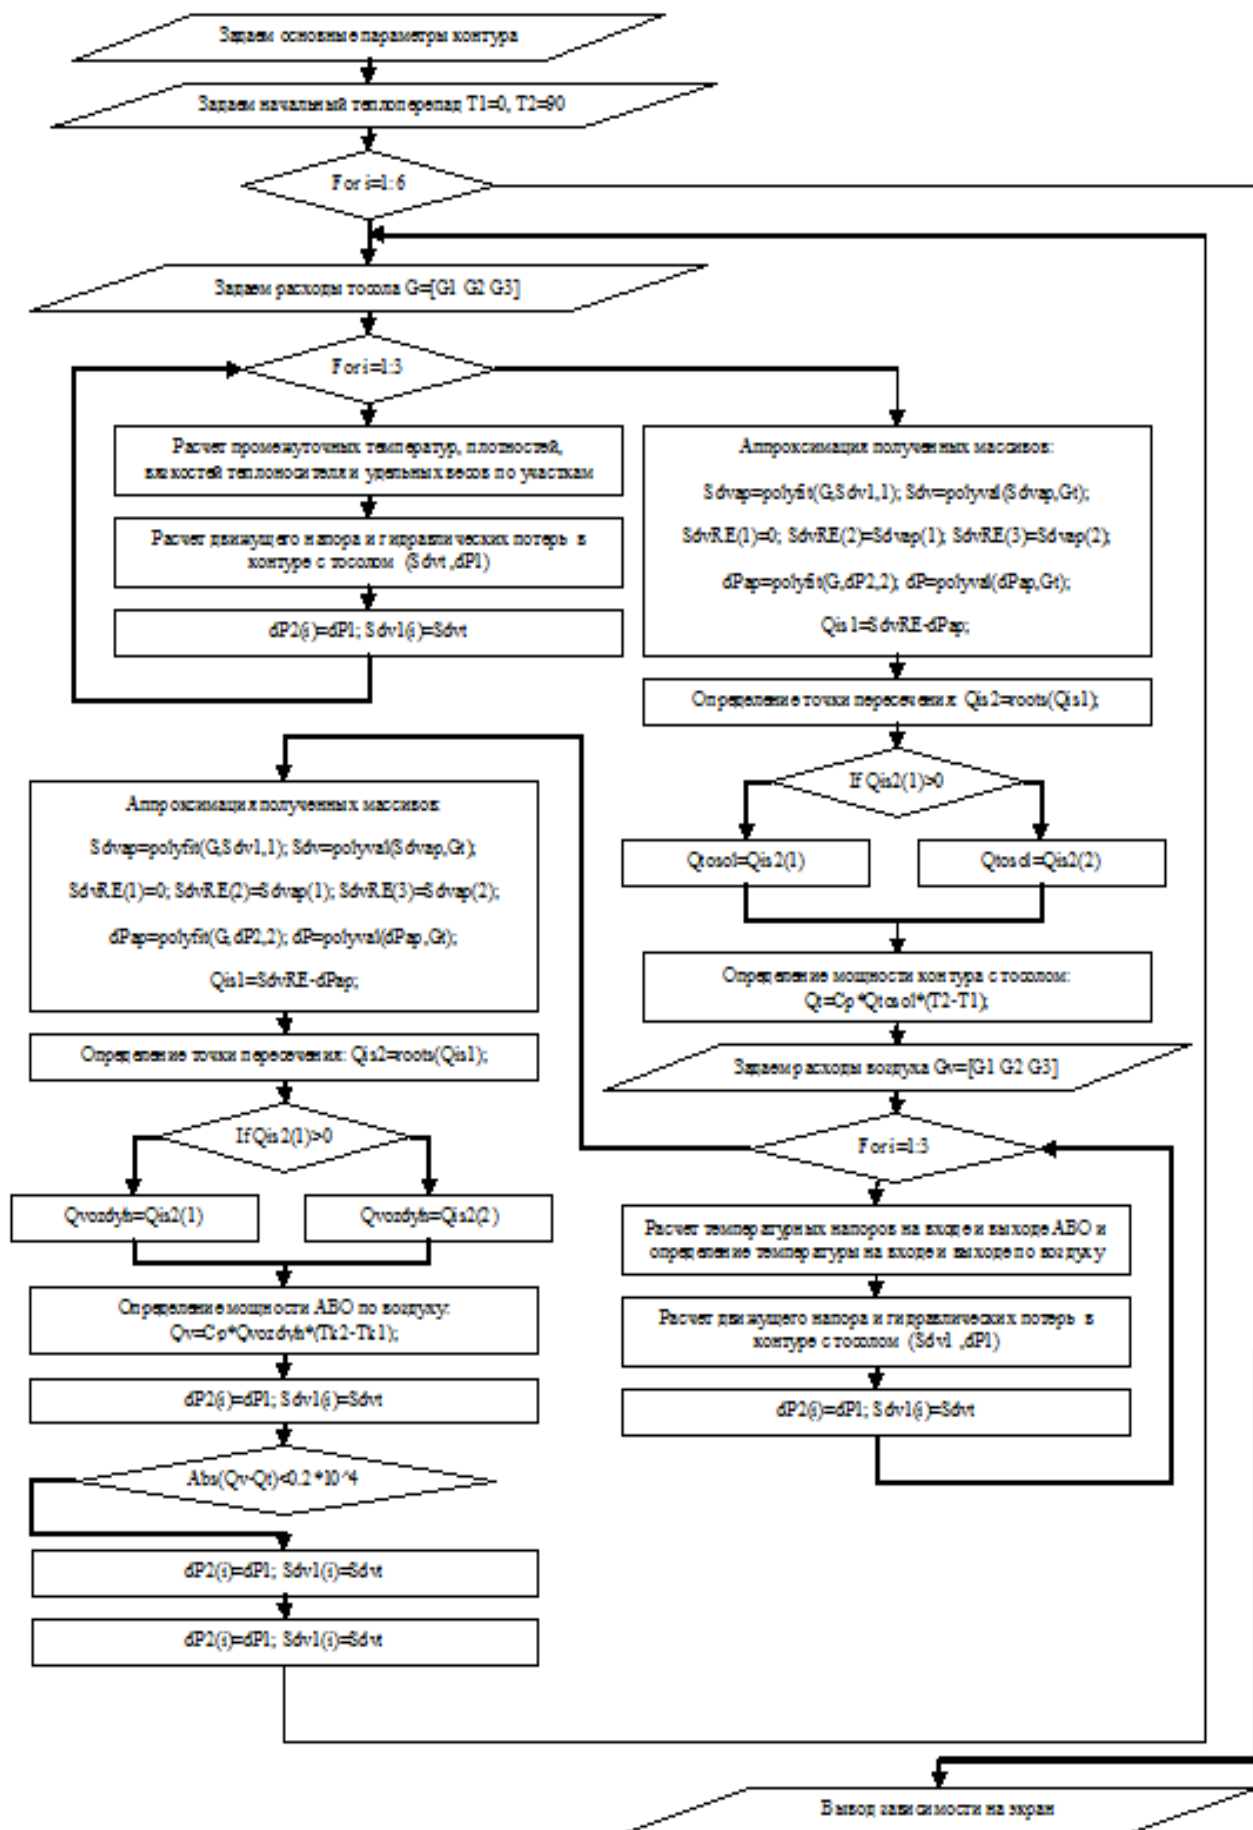 Задаем основные параметры контура
Задаем начальный теплоперепад T1=0, T2=90
For i=1:6
Задаем расходы тосола G=[G1 G2 G3]
For i=1:3
Расчет промежуточных температур, плотностей,
вязкостей теплоносителя и удельных весов по участкам
Расчет движущего напора и гидравлических потерь в
контуре с тосолом (Sdvt ,dP1)
dP2(i)=dP1; Sdv1(i)=Sdvt
Аппроксимация полученных массивов:
Sdvap=polyfit(G,Sdv1,1); Sdv=polyval(Sdvap,Gt);
SdvRE(1)=0; SdvRE(2)=Sdvap(1); SdvRE(3)=Sdvap(2);
dPap=polyfit(G,dP2,2); dP=polyval(dPap,Gt);
Qis1=SdvRE-dPap;
Определение точки пересечения: Qis2=roots(Qis1);
If Qis2(1)>0
Qtosol=Qis2(1)
Qtosol=Qis2(2)
Определение мощности контура с тосолом:
Qt=Cp*Qtosol*(T2-T1);
Задаем расходы воздуха Gv=[G1 G2 G3]
For i=1:3
Расчет температурных напоров на входе и выходе АВО и
определение температуры на входе и выходе по воздуху
Расчет движущего напора и гидравлических потерь в
контуре с тосолом (Sdv1 ,dP1)
dP2(i)=dP1; Sdv1(i)=Sdvt
Аппроксимация полученных массивов:
Sdvap=polyfit(G,Sdv1,1); Sdv=polyval(Sdvap,Gt);
SdvRE(1)=0; SdvRE(2)=Sdvap(1); SdvRE(3)=Sdvap(2);
dPap=polyfit(G,dP2,2); dP=polyval(dPap,Gt);
Qis1=SdvRE-dPap;
Определение точки пересечения: Qis2=roots(Qis1);
If Qis2(1)>0
Qvozdyh=Qis2(1)
Qvozdyh=Qis2(2)
Определение мощности АВО по воздуху:
Qv=Cp*Qvozdyh*(Tk2-Tk1);
dP2(i)=dP1; Sdv1(i)=Sdvt
Abs(Qv-Qt)<0.2*10^4
dP2(i)=dP1; Sdv1(i)=Sdvt
dP2(i)=dP1; Sdv1(i)=Sdvt
Вывод зависимости на экран